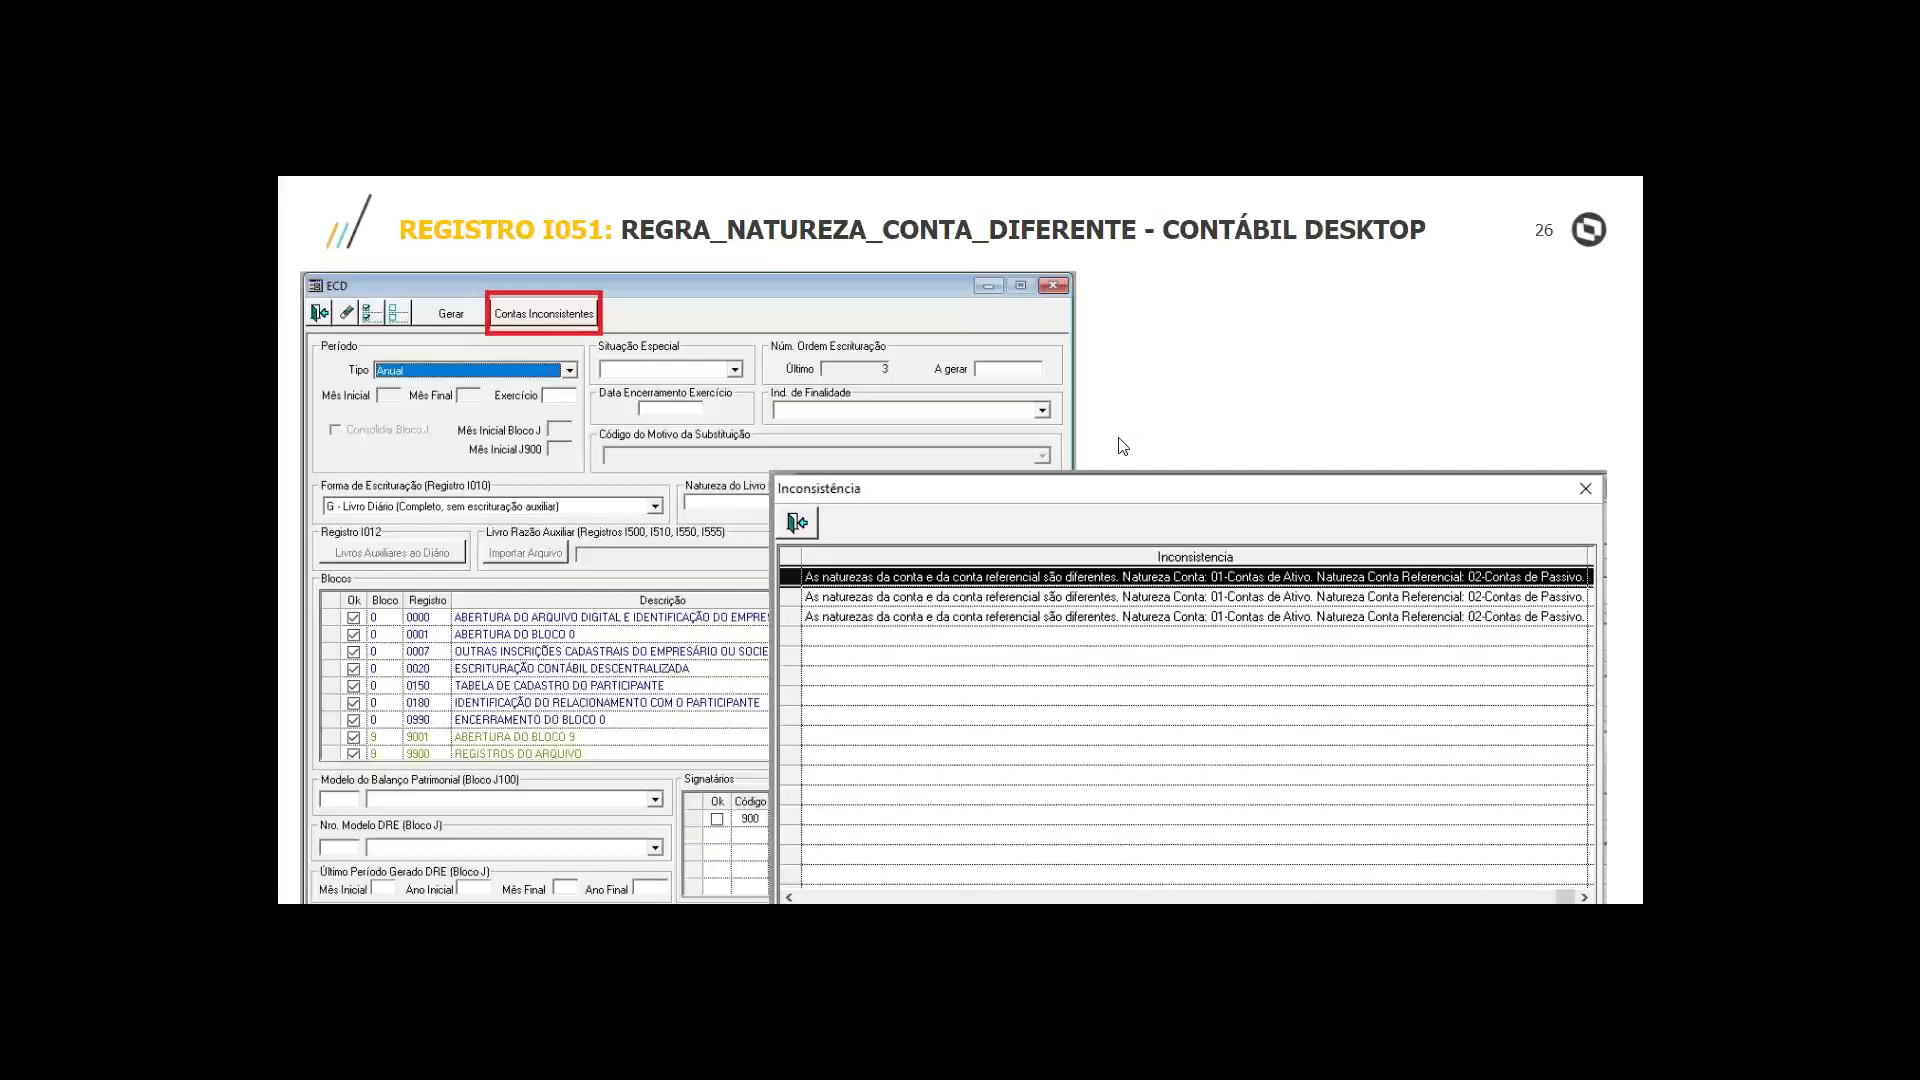 REGISTRO I051: REGRA_NATUREZA_CONTA_DIFERENTE - CONTÁBIL DESKTOP
26
ECD
Gerar
Contas Inconsistentes
Período
Tipo Anual
Mês Inicial Mês Final Exercício
Consolidar Bloco J Mês Inicial Bloco J
Mês Inicial J900
Situação Especial
Data Encerramento Exercício
Código do Motivo da Substituição
Núm. Ordem Escrituração
Último 3 A gerar
Ind. de Finalidade
Forma de Escrituração (Registro I010)
G - Livro Diário (Completo, sem escrituração auxiliar)
Natureza do Livro
Registro I012
Livros Auxiliares ao Diário
Livro Razão Auxiliar (Registros I500, I510, I550, I555)
Importar Arquivo
Blocos
Ok Bloco Registro Descrição
0 0000 ABERTURA DO ARQUIVO DIGITAL E IDENTIFICAÇÃO DO EMPRES
0 0001 ABERTURA DO BLOCO 0
0 0007 OUTRAS INSCRIÇÕES CADASTRAIS DO EMPRESÁRIO OU SOCIE
0 0020 ESCRITURAÇÃO CONTÁBIL DESCENTRALIZADA
0 0150 TABELA DE CADASTRO DO PARTICIPANTE
0 0180 IDENTIFICAÇÃO DO RELACIONAMENTO COM O PARTICIPANTE
0 0990 ENCERRAMENTO DO BLOCO 0
9 9001 ABERTURA DO BLOCO 9
9 9900 REGISTROS DO ARQUIVO
Modelo do Balanço Patrimonial (Bloco J100)
Nro. Modelo DRE (Bloco J)
Último Período Gerado DRE (Bloco J)
Mês Inicial Ano Inicial Mês Final Ano Final
Signatários
Ok Código
900
Inconsistência
Inconsistencia
As naturezas da conta e da conta referencial são diferentes. Natureza Conta: 01-Contas de Ativo. Natureza Conta Referencial: 02-Contas de Passivo.
As naturezas da conta e da conta referencial são diferentes. Natureza Conta: 01-Contas de Ativo. Natureza Conta Referencial: 02-Contas de Passivo.
As naturezas da conta e da conta referencial são diferentes. Natureza Conta: 01-Contas de Ativo. Natureza Conta Referencial: 02-Contas de Passivo.